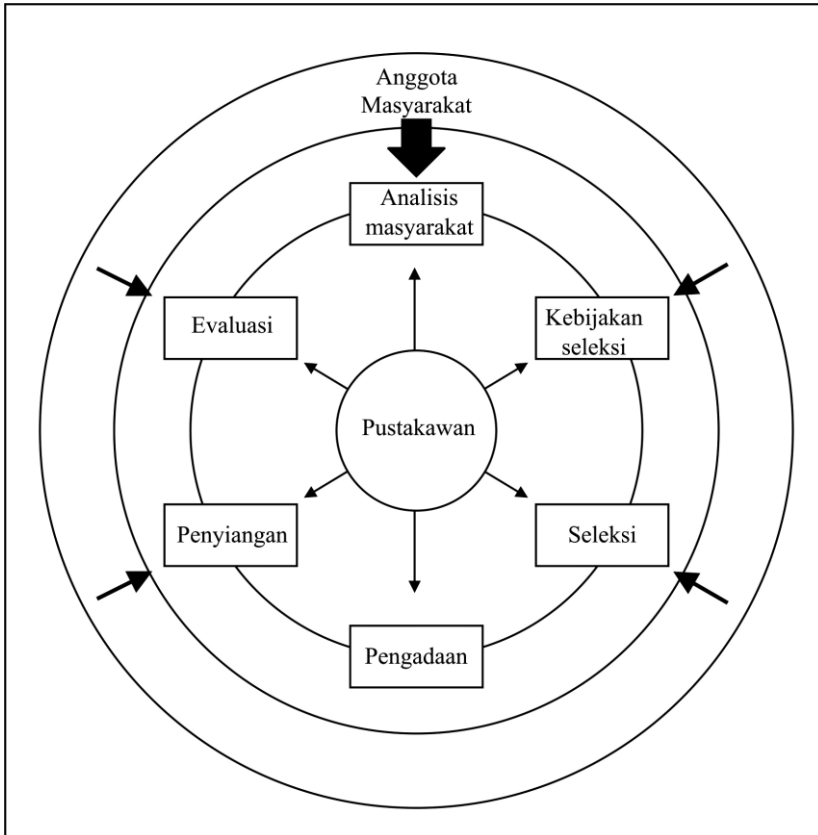 Anggota
Masyarakat
Analisis
masyarakat
Evaluasi
Kebijakan
seleksi
Pustakawan
Penyiangan
Seleksi
Pengadaan